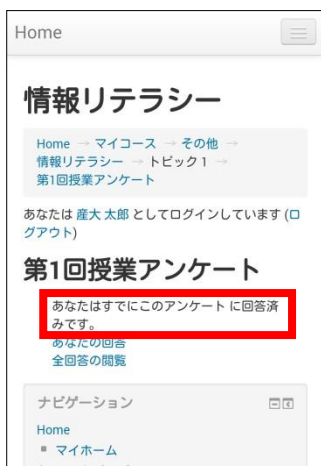 Home
情報リテラシー
Home → マイコース → その他 →
情報リテラシー → トピック1 →
第1回授業アンケート
あなたは 産大 太郎 としてログインしています (ロ
グアウト)
第1回授業アンケート
あなたはすでにこのアンケート に回答済
みです。
あなたの回答
全回答の閲覧
ナビゲーション
Home
マイホーム